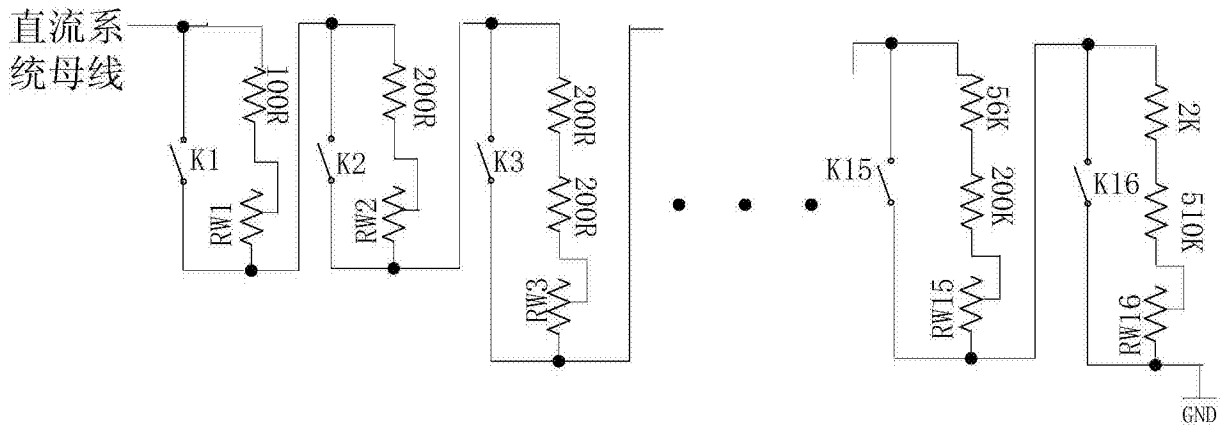 直流系
统母线
100R
K1
RW1
200R
K2
RW2
200R
K3
200R
RW3
56K
K15
200K
RW15
2K
K16
510K
RW16
GND